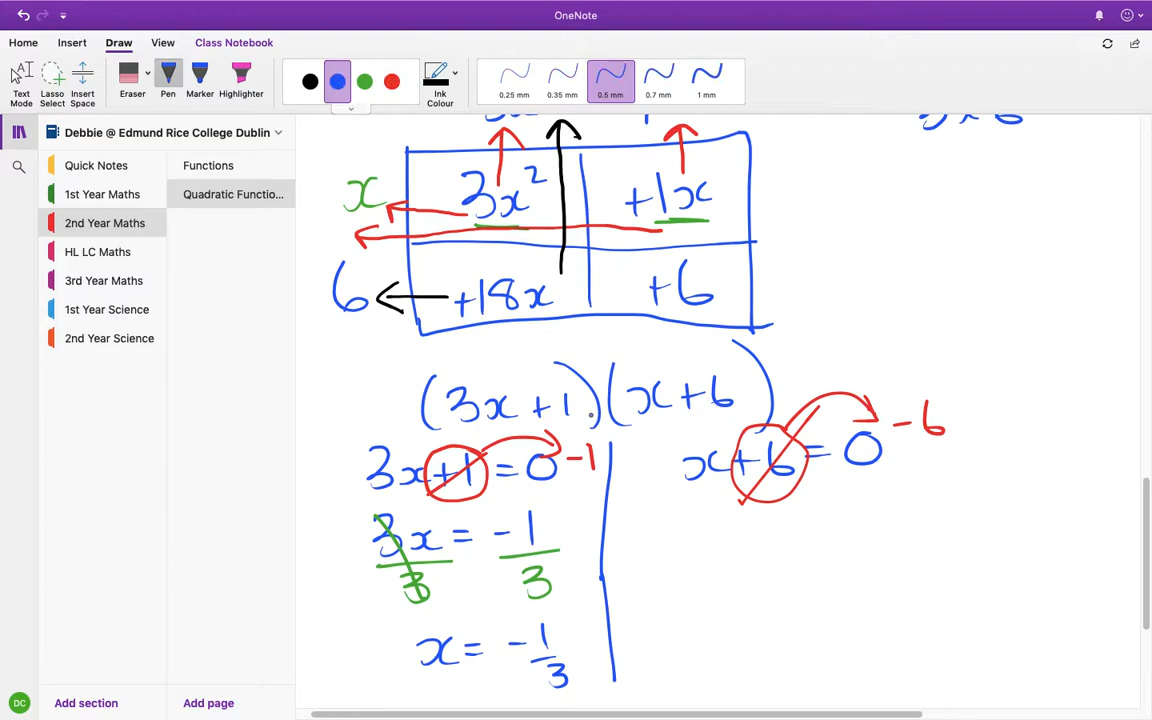 OneNote
Home Insert Draw View Class Notebook
Text Mode Lasso Select Insert Space Eraser Pen Marker Highlighter Ink Colour 0.25 mm 0.35 mm 0.5 mm 0.7 mm 1 mm
Debbie @ Edmund Rice College Dublin
Quick Notes
1st Year Maths
2nd Year Maths
HL LC Maths
3rd Year Maths
1st Year Science
2nd Year Science
Functions
Quadratic Functio...
x 3x² +1x
6 +18x +6
(3x+1)(x+6)
3x+1 = 0 -1
3x = -1
3 3
x = -1/3
x+6 = 0 -6
DC Add section Add page